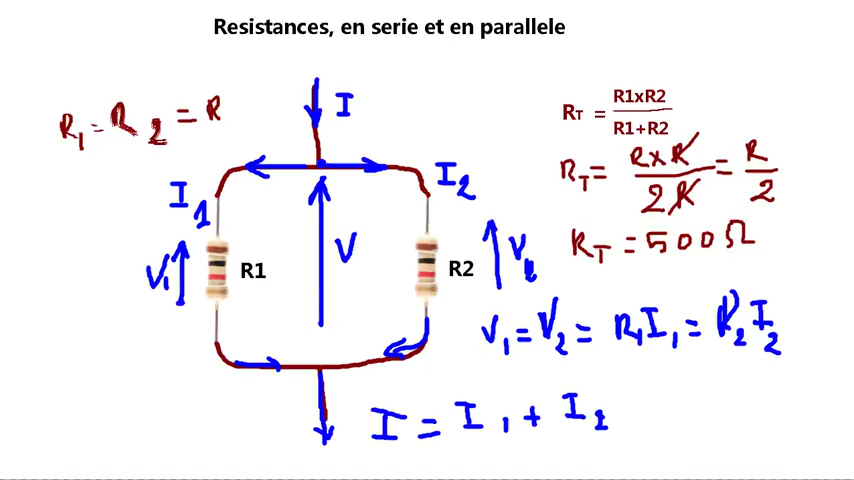 Resistances, en serie et en parallele
I
R1 = R2 = R
RT = R1xR2 / R1+R2
RT = RxR / 2R = R / 2
I1
I2
RT = 500Ω
V1
R1
V
R2
V2
V1 = V2 = R1I1 = R2I2
I = I1 + I2